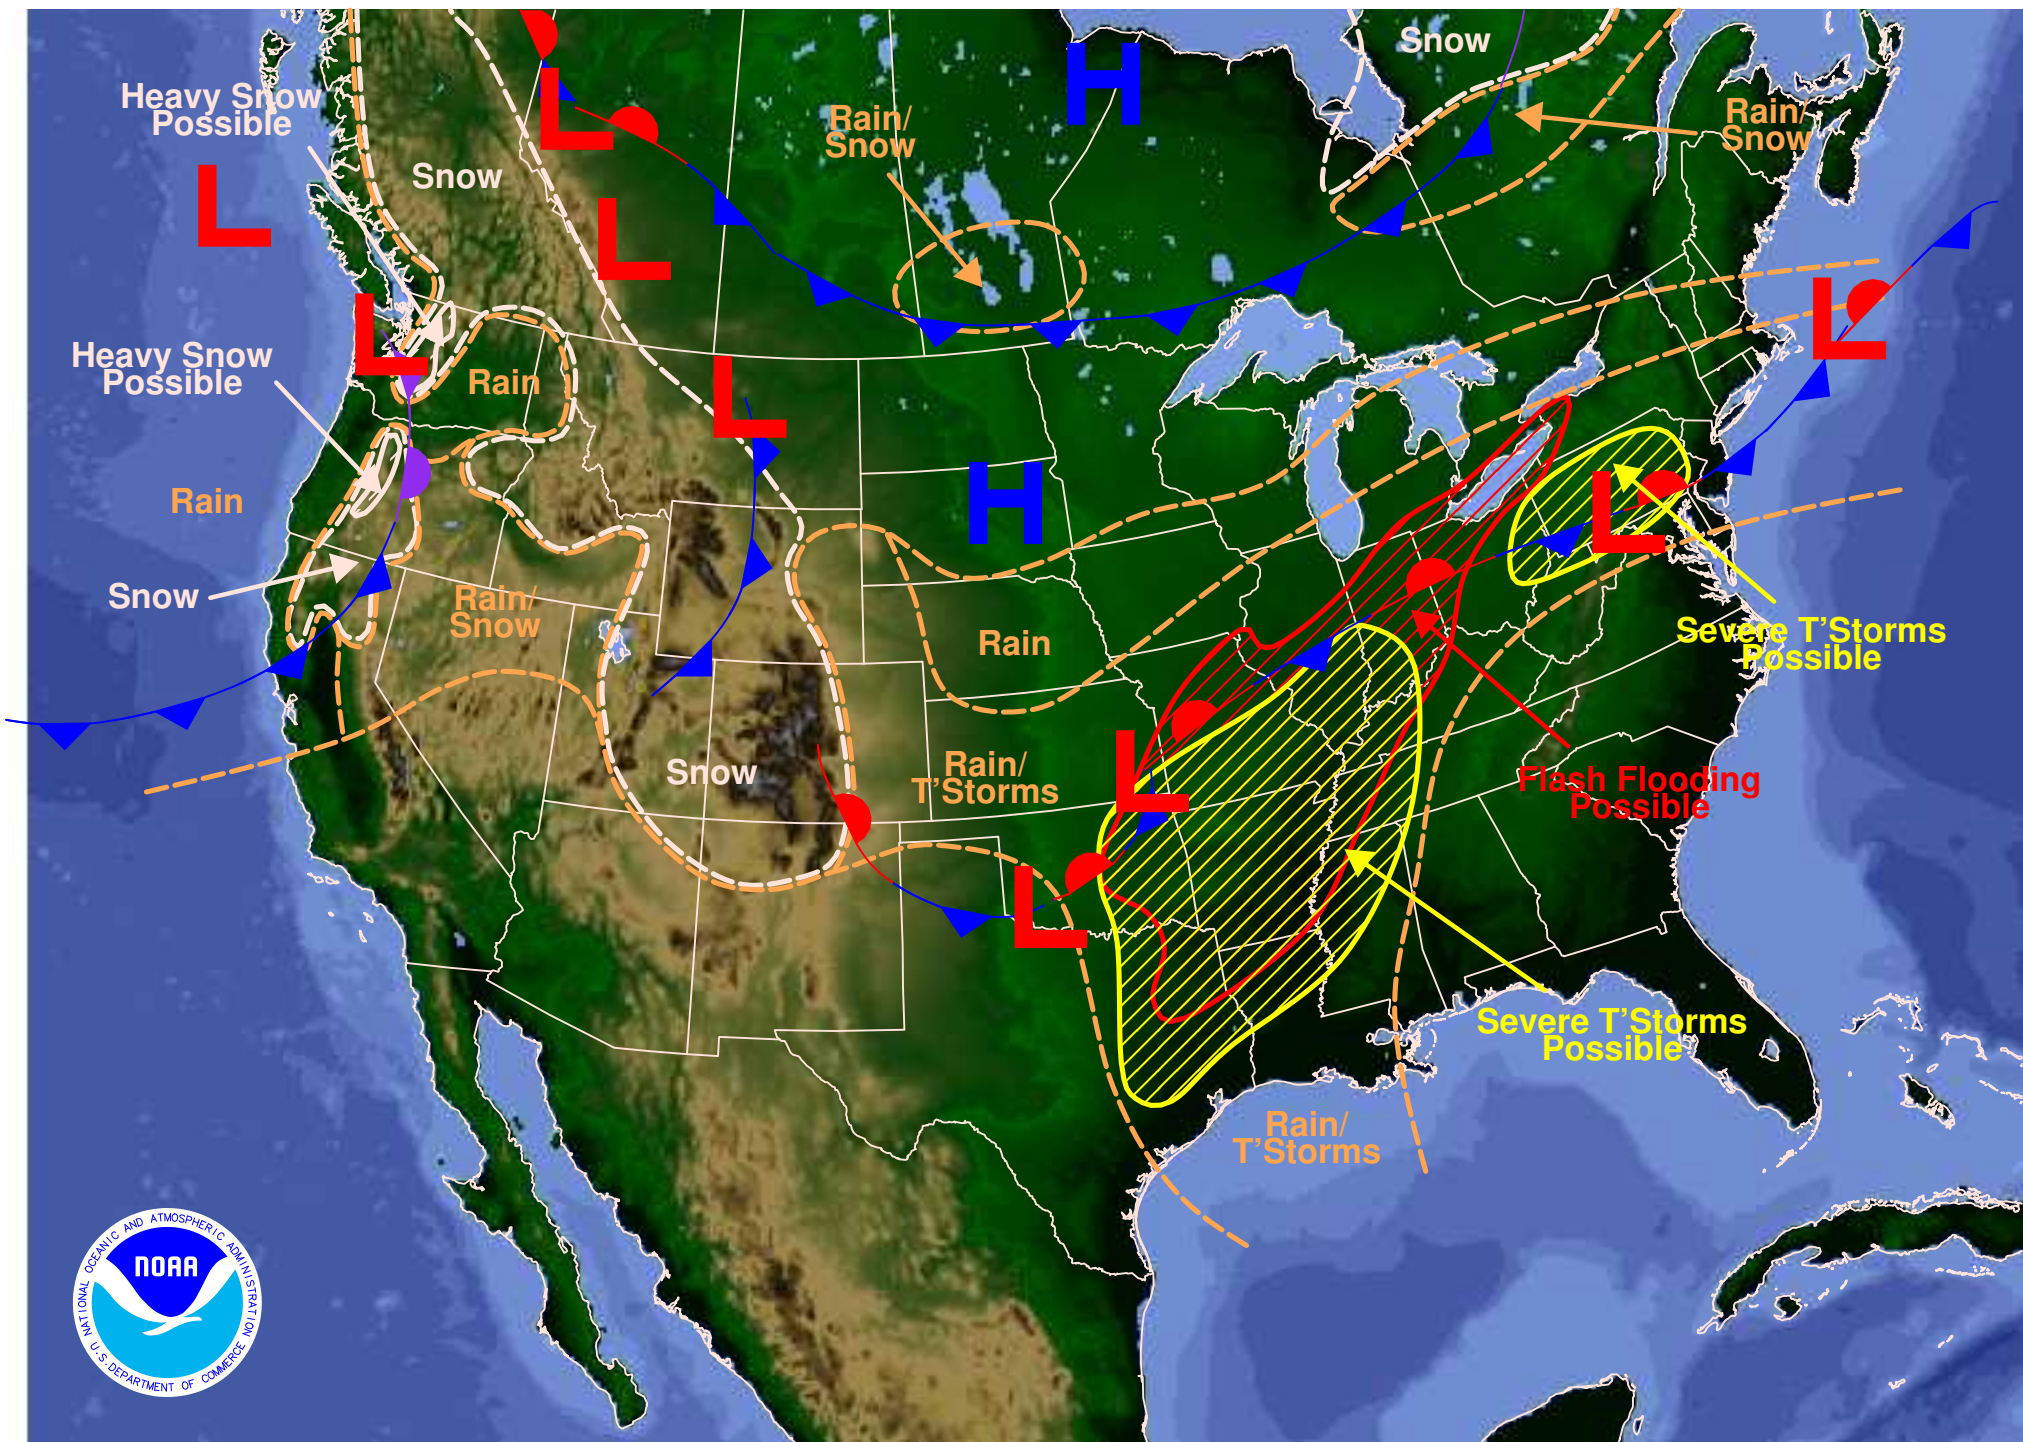 Snow
Heavy Snow
Possible
H
Rain/
Snow
Rain/
Snow
L
Snow
L
L
L
L
L
Heavy Snow
Possible
Rain
Rain
H
L
Snow
Rain/
Snow
Rain
Severe T'Storms
Possible
Snow
L
Rain/
T'Storms
Flash Flooding
Possible
L
Severe T'Storms
Possible
Rain/
T'Storms
NATIONAL OCEANIC AND ATMOSPHERIC ADMINISTRATION
NOAA
U.S. DEPARTMENT OF COMMERCE